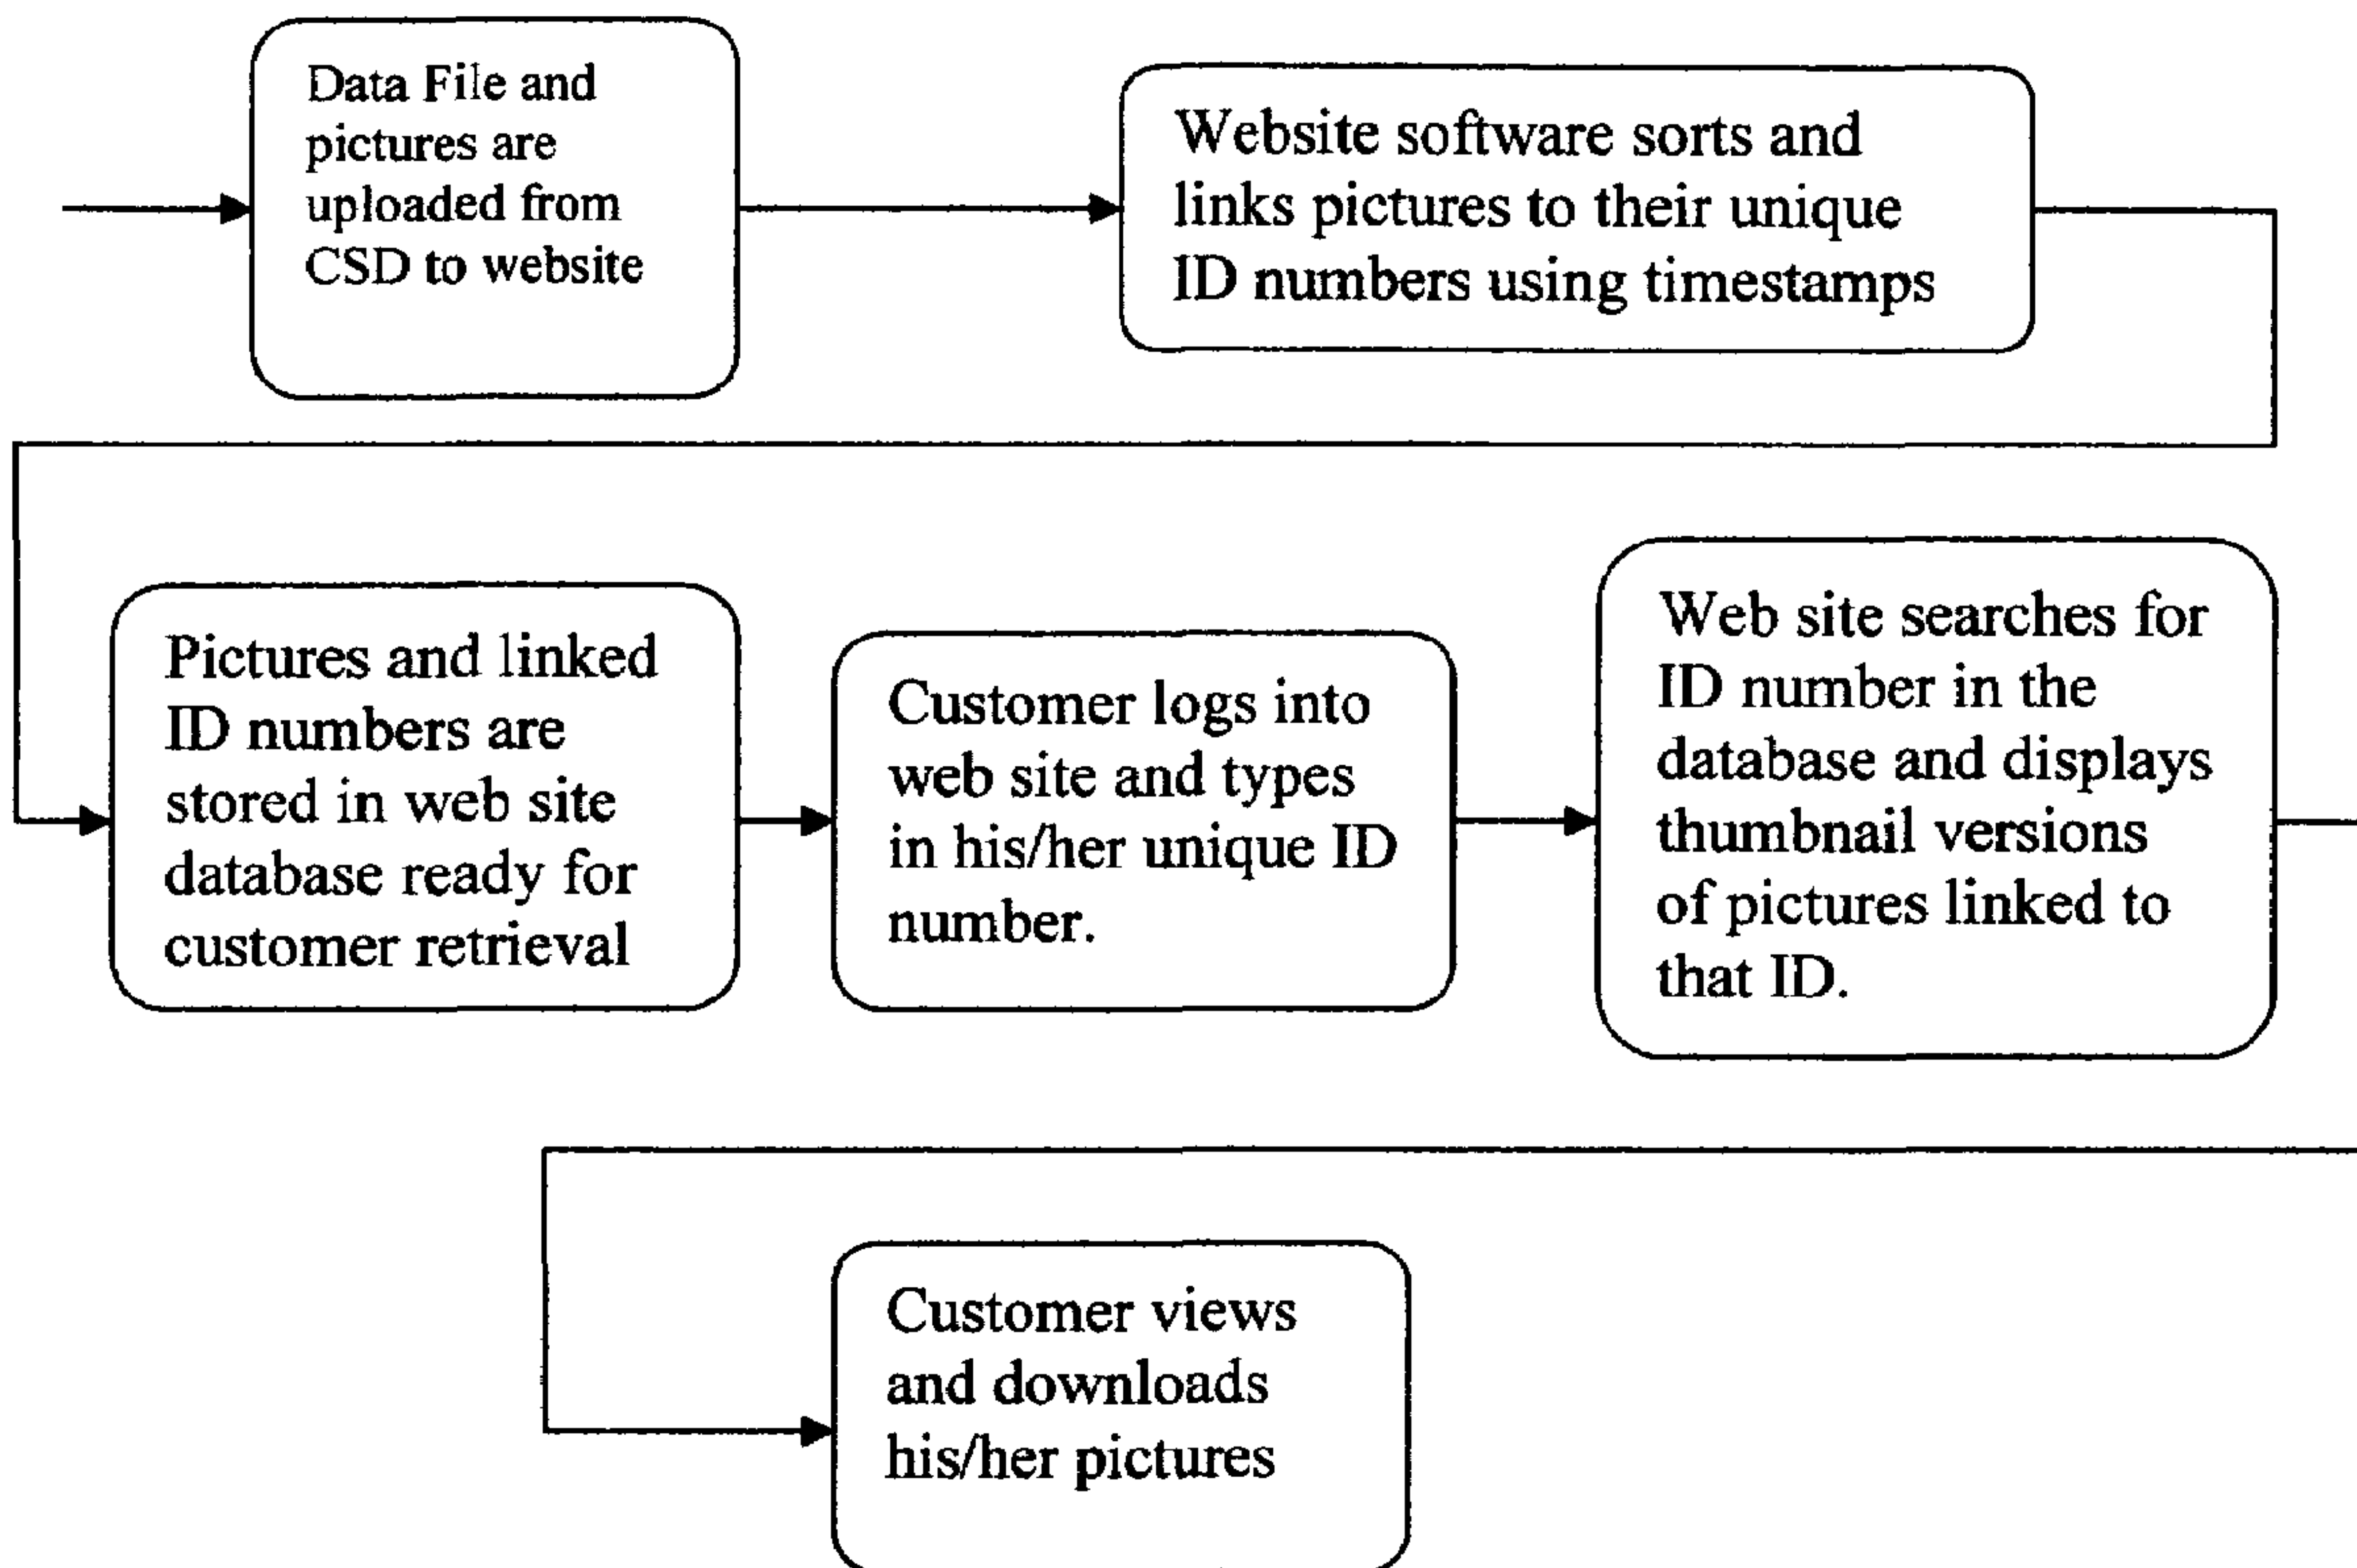 Data File and
pictures are
uploaded from
CSD to website
Website software sorts and
links pictures to their unique
ID numbers using timestamps
Pictures and linked
ID numbers are
stored in web site
database ready for
customer retrieval
Customer logs into
web site and types
in his/her unique ID
number.
Web site searches for
ID number in the
database and displays
thumbnail versions
of pictures linked to
that ID.
Customer views
and downloads
his/her pictures